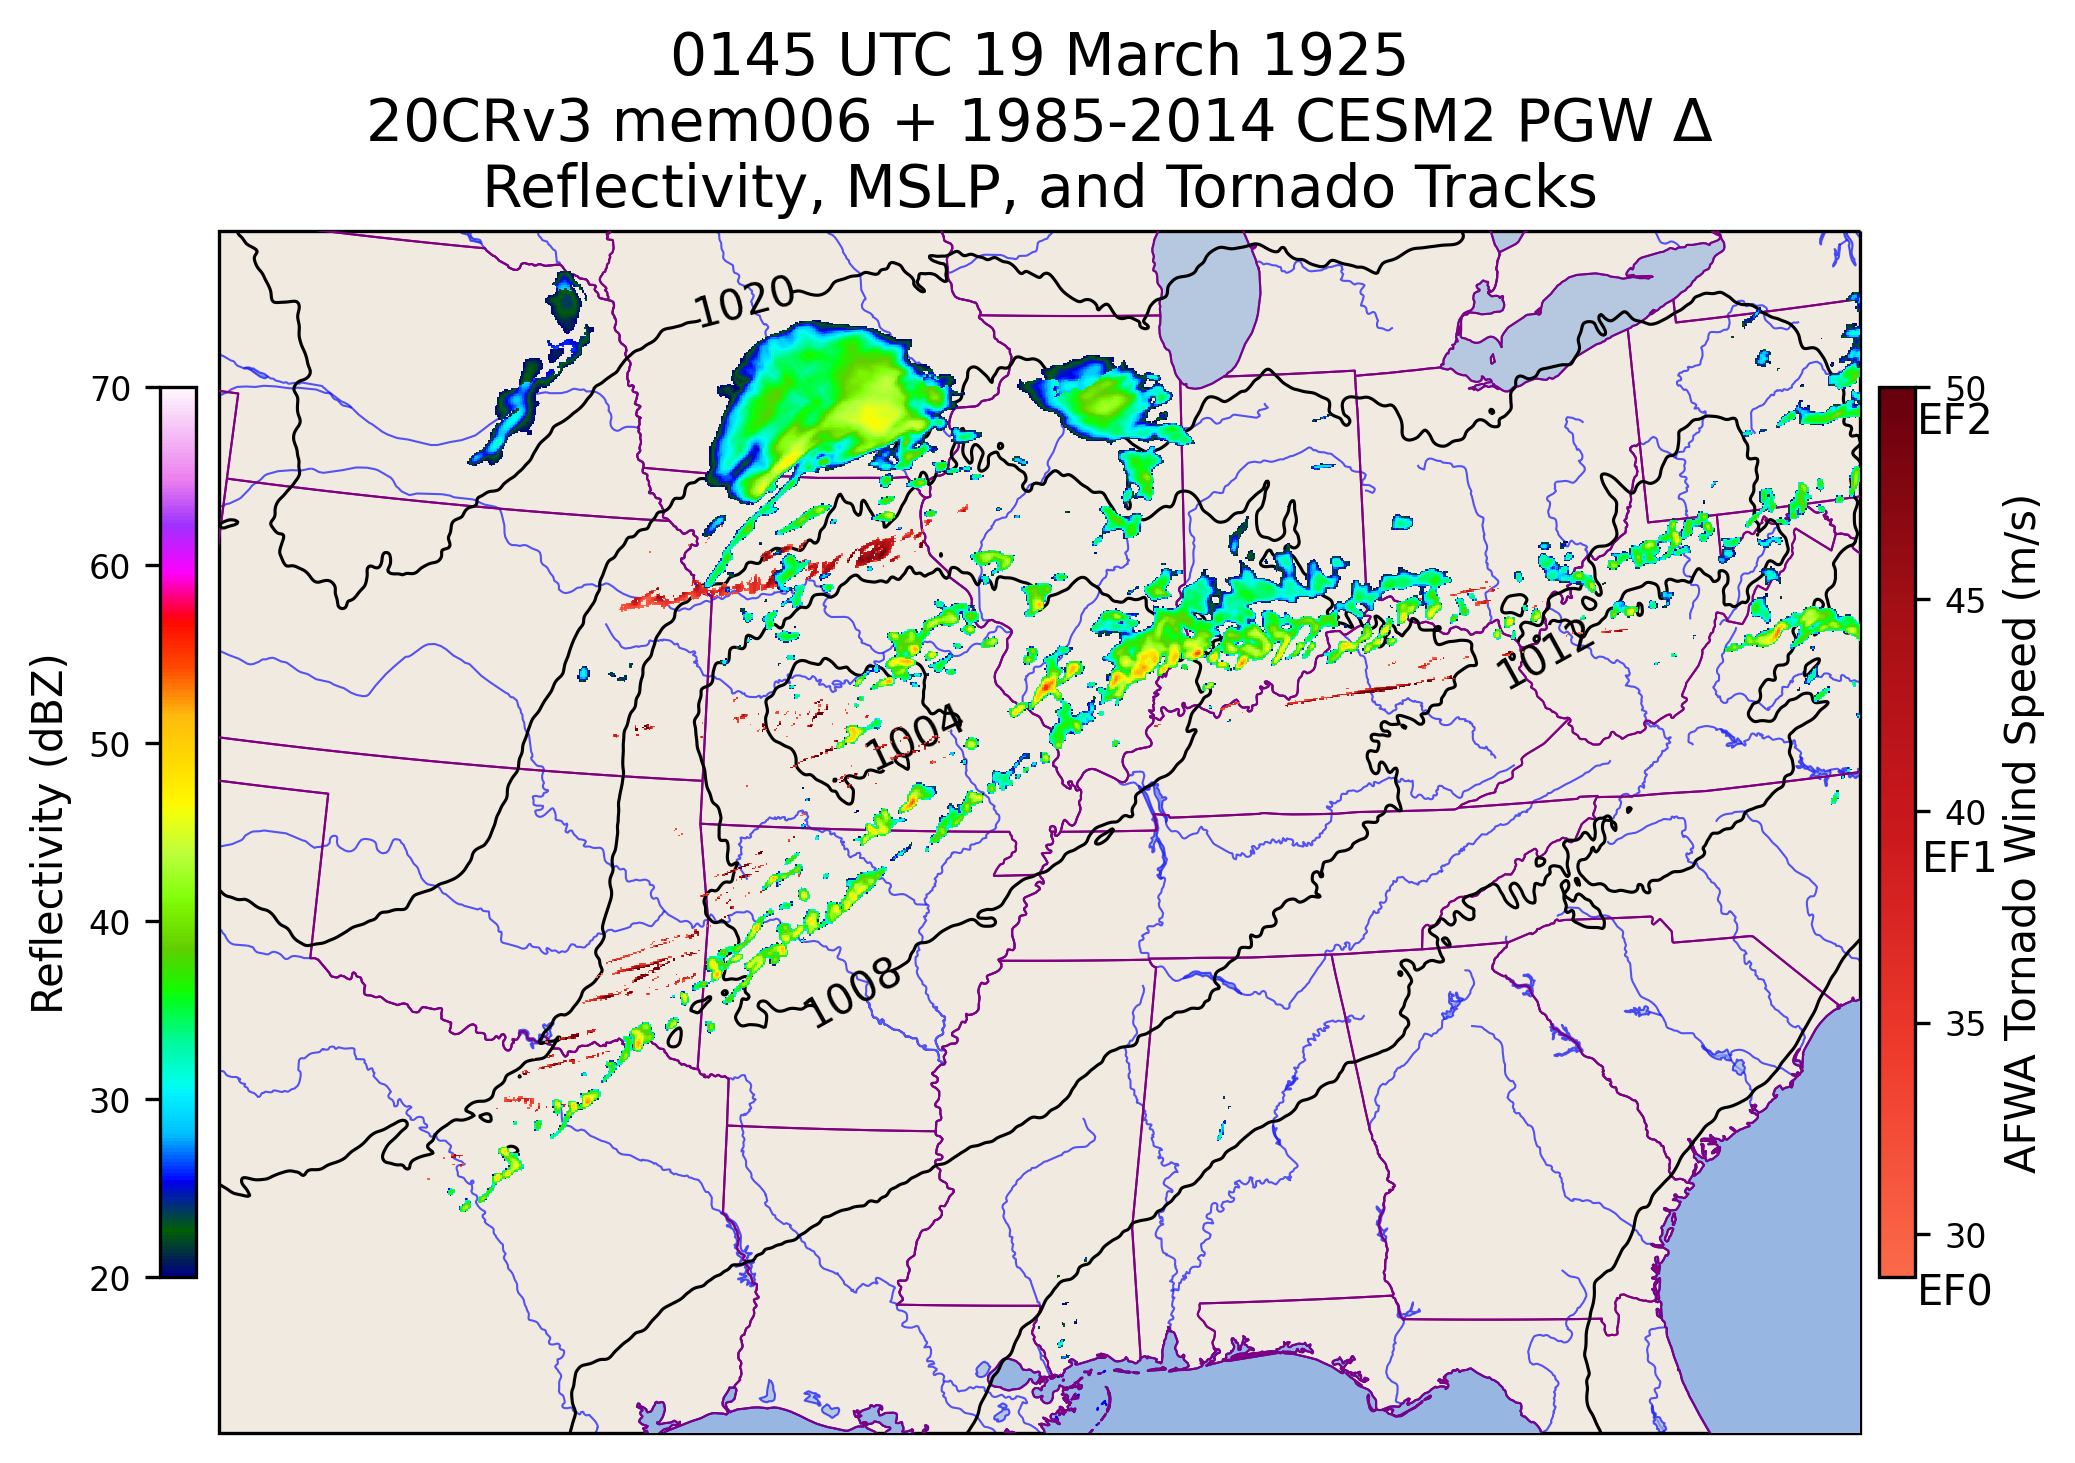 0145 UTC 19 March 1925
20CRv3 mem006 + 1985-2014 CESM2 PGW Δ
Reflectivity, MSLP, and Tornado Tracks
Reflectivity (dBZ)
70
60
50
40
30
20
1020
1004
1008
1012
50
EF2
45
40
EF1
35
30
EF0
AFWA Tornado Wind Speed (m/s)